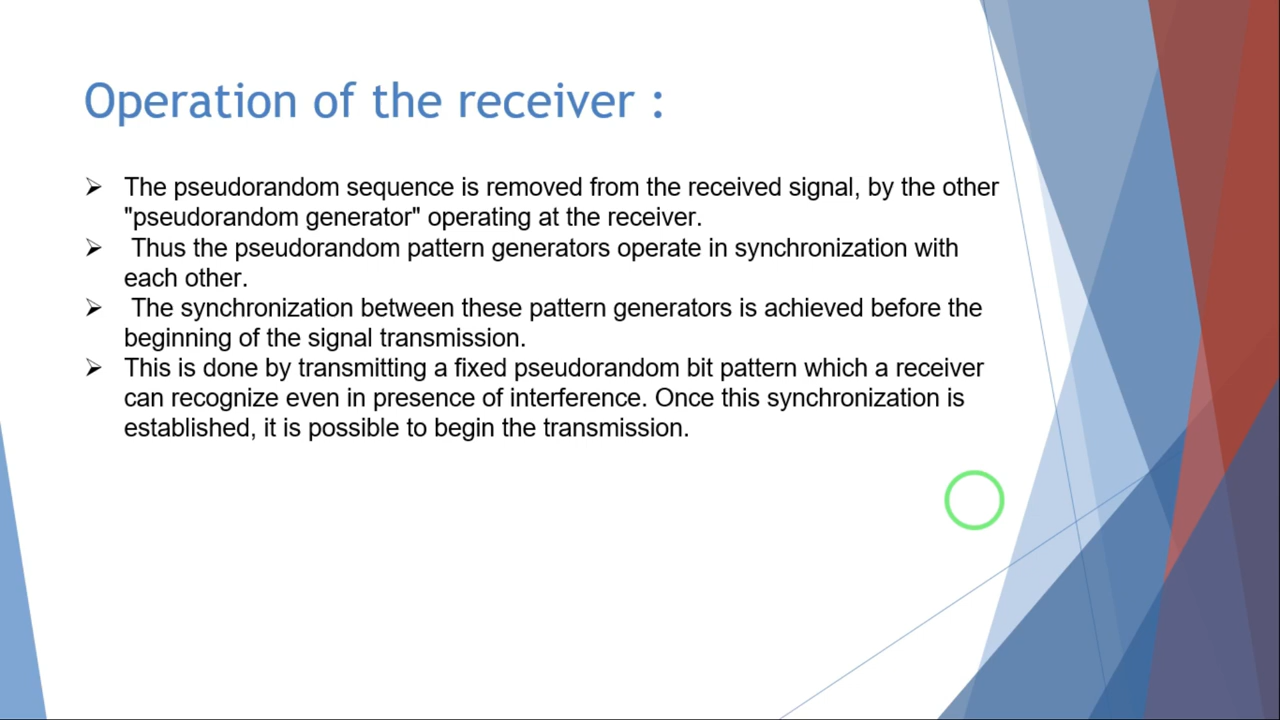 Operation of the receiver :
➢ The pseudorandom sequence is removed from the received signal, by the other
"pseudorandom generator" operating at the receiver.
➢ Thus the pseudorandom pattern generators operate in synchronization with
each other.
➢ The synchronization between these pattern generators is achieved before the
beginning of the signal transmission.
➢ This is done by transmitting a fixed pseudorandom bit pattern which a receiver
can recognize even in presence of interference. Once this synchronization is
established, it is possible to begin the transmission.